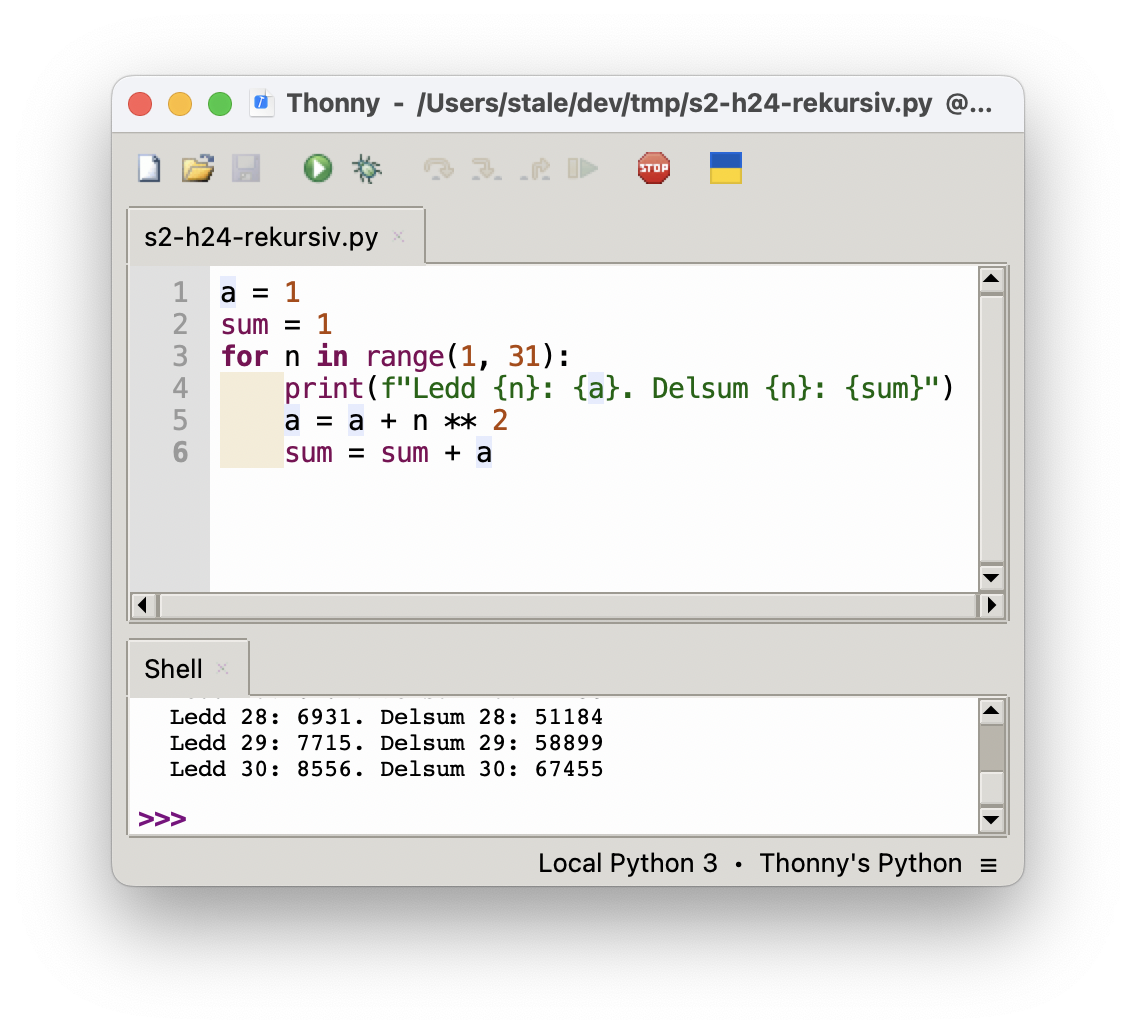 Thonny - /Users/stale/dev/tmp/s2-h24-rekursiv.py @...
STOP
s2-h24-rekursiv.py
1 a = 1
2 sum = 1
3 for n in range(1, 31):
4     print(f"Ledd {n}: {a}. Delsum {n}: {sum}")
5     a = a + n ** 2
6     sum = sum + a
Shell
Ledd 28: 6931. Delsum 28: 51184
Ledd 29: 7715. Delsum 29: 58899
Ledd 30: 8556. Delsum 30: 67455
>>>
Local Python 3 • Thonny's Python ≡